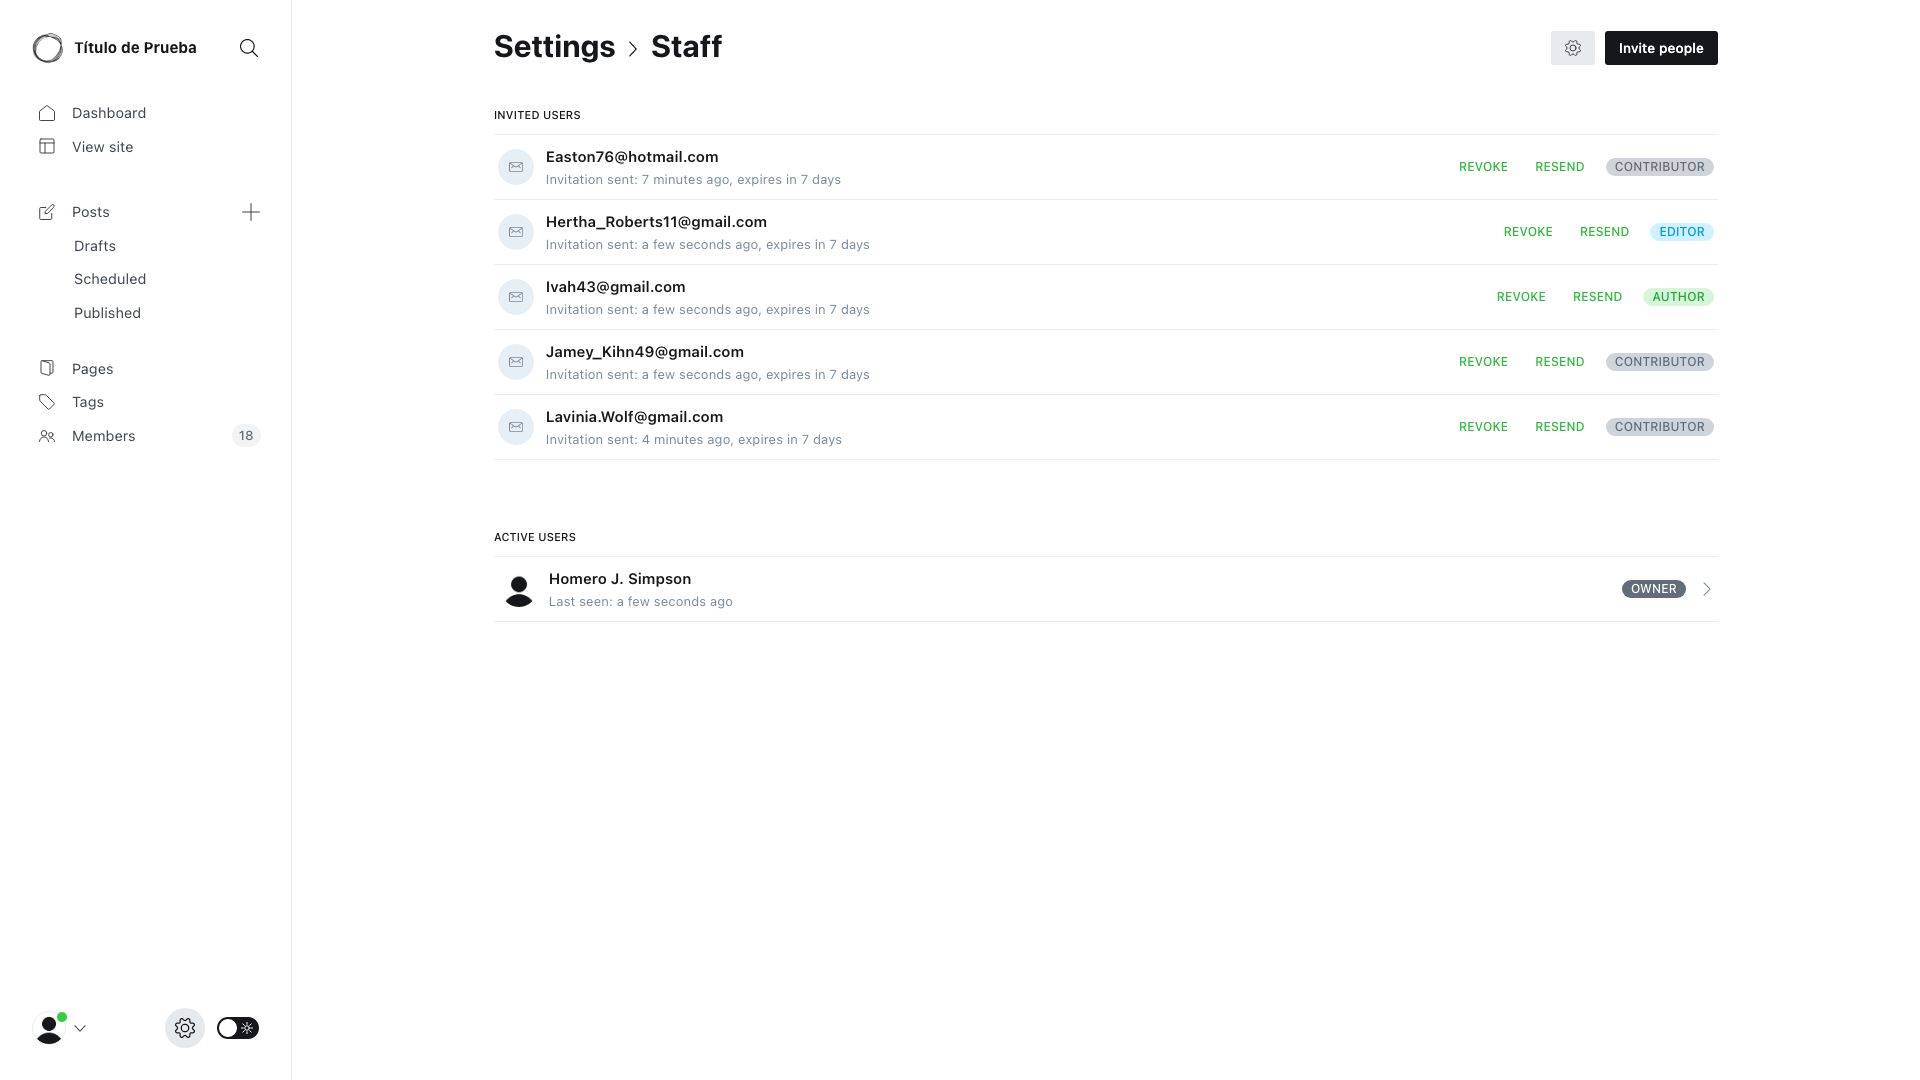 Título de Prueba
Dashboard
View site
Posts
Drafts
Scheduled
Published
Pages
Tags
Members 18
Settings Staff
Invite people
INVITED USERS
Easton76@hotmail.com
Invitation sent: 7 minutes ago, expires in 7 days
REVOKE RESEND CONTRIBUTOR
Hertha_Roberts11@gmail.com
Invitation sent: a few seconds ago, expires in 7 days
REVOKE RESEND EDITOR
Ivah43@gmail.com
Invitation sent: a few seconds ago, expires in 7 days
REVOKE RESEND AUTHOR
Jamey_Kihn49@gmail.com
Invitation sent: a few seconds ago, expires in 7 days
REVOKE RESEND CONTRIBUTOR
Lavinia.Wolf@gmail.com
Invitation sent: 4 minutes ago, expires in 7 days
REVOKE RESEND CONTRIBUTOR
ACTIVE USERS
Homero J. Simpson
Last seen: a few seconds ago
OWNER